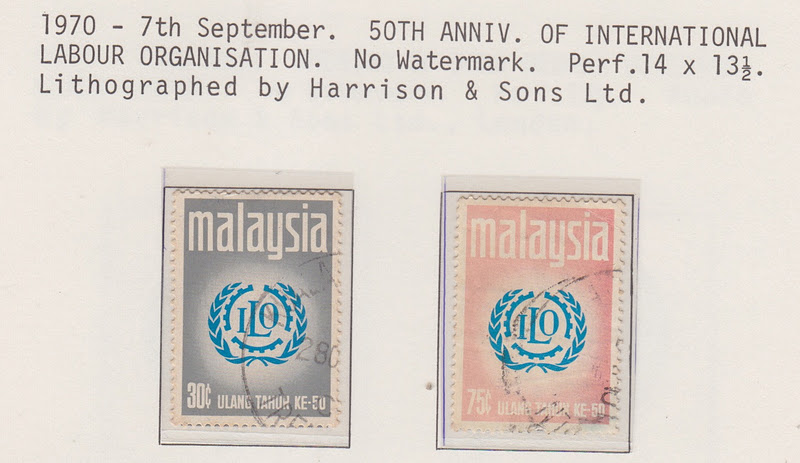 1970 - 7th September. 50TH ANNIV. OF INTERNATIONAL
LABOUR ORGANISATION. No Watermark. Perf.14 x 13½.
Lithographed by Harrison & Sons Ltd.
malaysia
ILO
280
30¢ ULANG TAHUN KE-50
malaysia
ILO
75¢ ULANG TAHUN KE-50